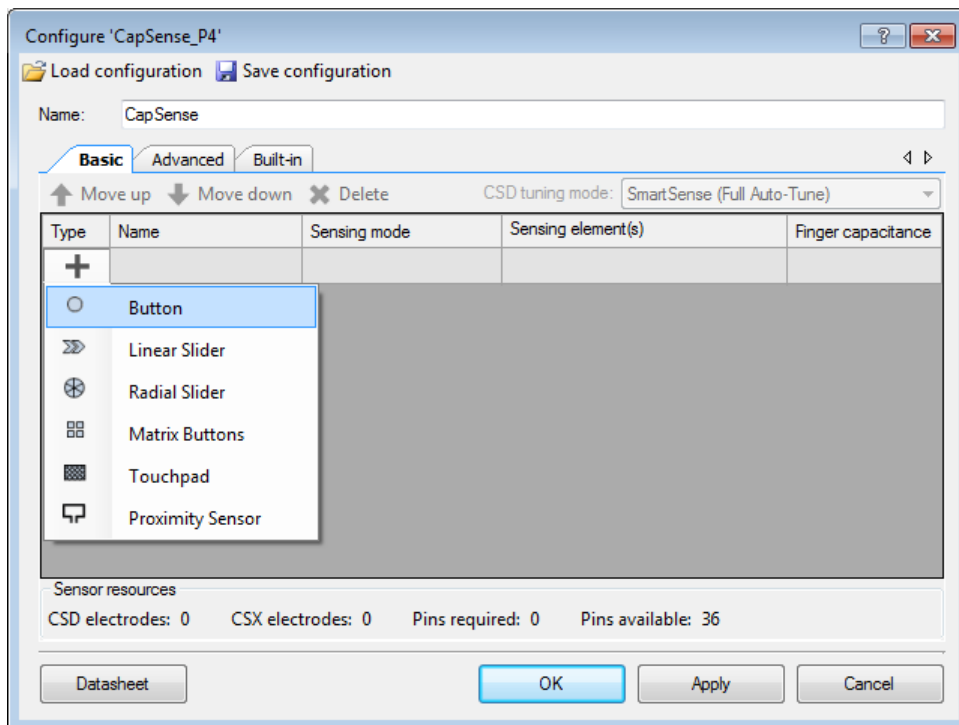 Configure 'CapSense_P4'
Load configuration Save configuration
Name: CapSense
Basic Advanced Built-in
Move up Move down Delete CSD tuning mode: SmartSense (Full Auto-Tune)
Type Name Sensing mode Sensing element(s) Finger capacitance
Button
Linear Slider
Radial Slider
Matrix Buttons
Touchpad
Proximity Sensor
Sensor resources
CSD electrodes: 0 CSX electrodes: 0 Pins required: 0 Pins available: 36
Datasheet OK Apply Cancel